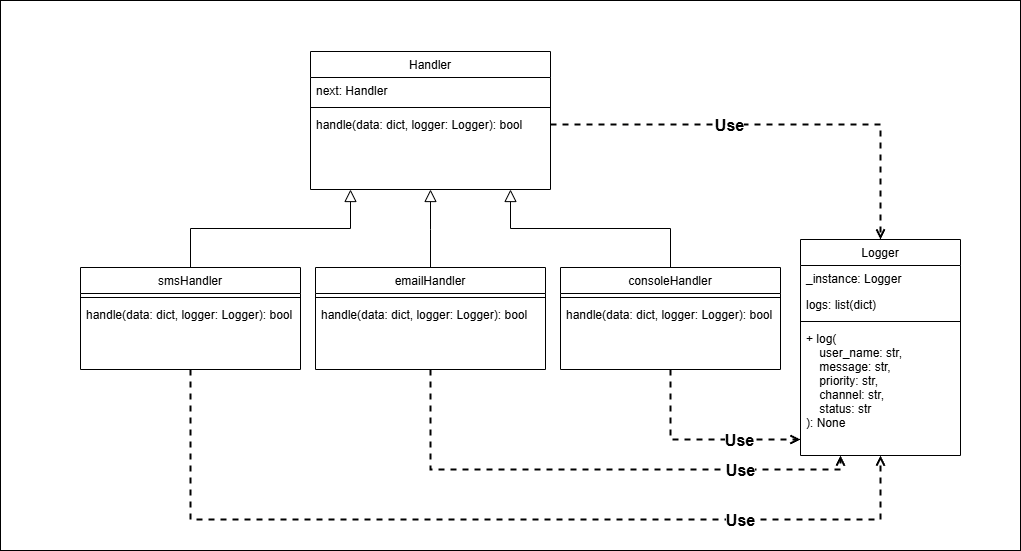 Handler
next: Handler
handle(data: dict, logger: Logger): bool
Use
smsHandler
handle(data: dict, logger: Logger): bool
emailHandler
handle(data: dict, logger: Logger): bool
consoleHandler
handle(data: dict, logger: Logger): bool
Logger
_instance: Logger
logs: list(dict)
+ log(
user_name: str,
message: str,
priority: str,
channel: str,
status: str
): None
Use
Use
Use